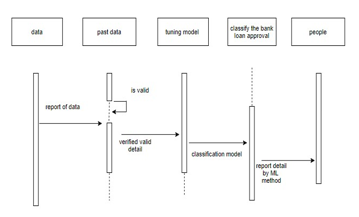 data
past data
tuning model
classify the bank
loan approval
people
is valid
report of data
verified valid
detail
classification model
report detail
by ML
method